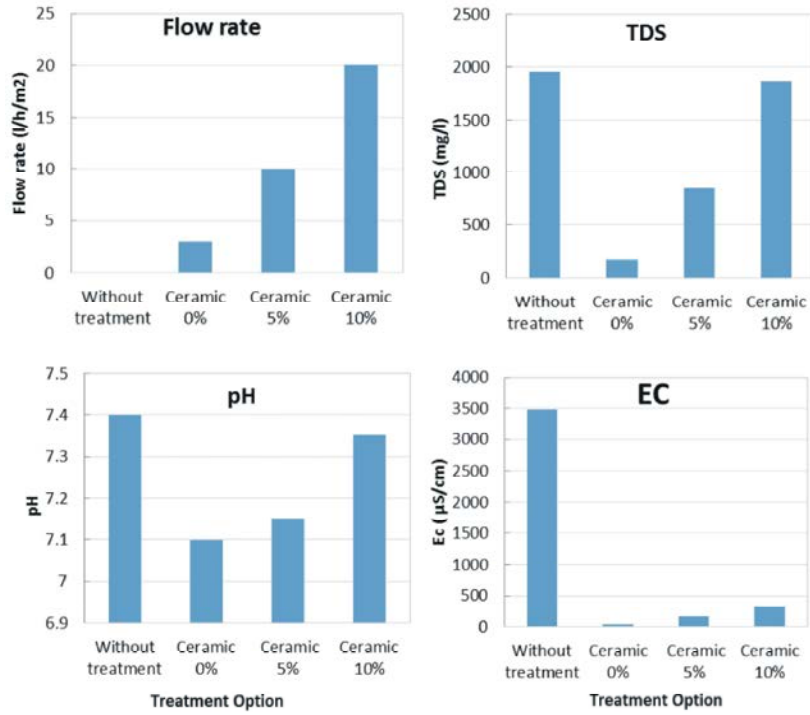 Flow rate
Flow rate (l/h/m2)
25
20
15
10
5
0
Without treatment
Ceramic 0%
Ceramic 5%
Ceramic 10%
TDS
TDS (mg/l)
2500
2000
1500
1000
500
0
Without treatment
Ceramic 0%
Ceramic 5%
Ceramic 10%
pH
pH
7.5
7.4
7.3
7.2
7.1
7
6.9
Without treatment
Ceramic 0%
Ceramic 5%
Ceramic 10%
Treatment Option
EC
Ec ( µS/cm)
4000
3500
3000
2500
2000
1500
1000
500
0
Without treatment
Ceramic 0%
Ceramic 5%
Ceramic 10%
Treatment Option